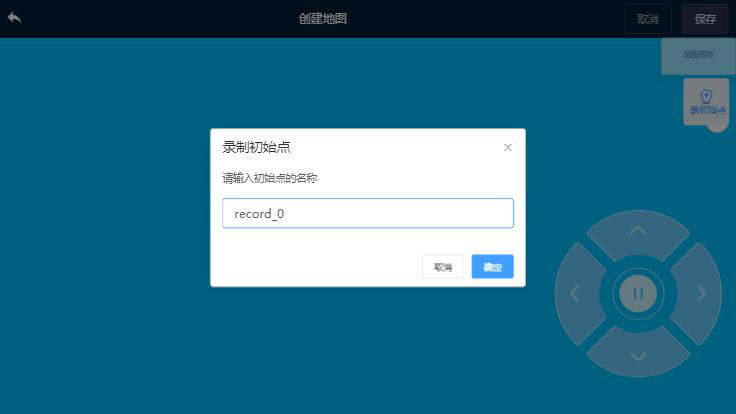 创建地图
取消
保存
地图名称
录初始点
录制初始点
请输入初始点的名称
record_0
取消
确定